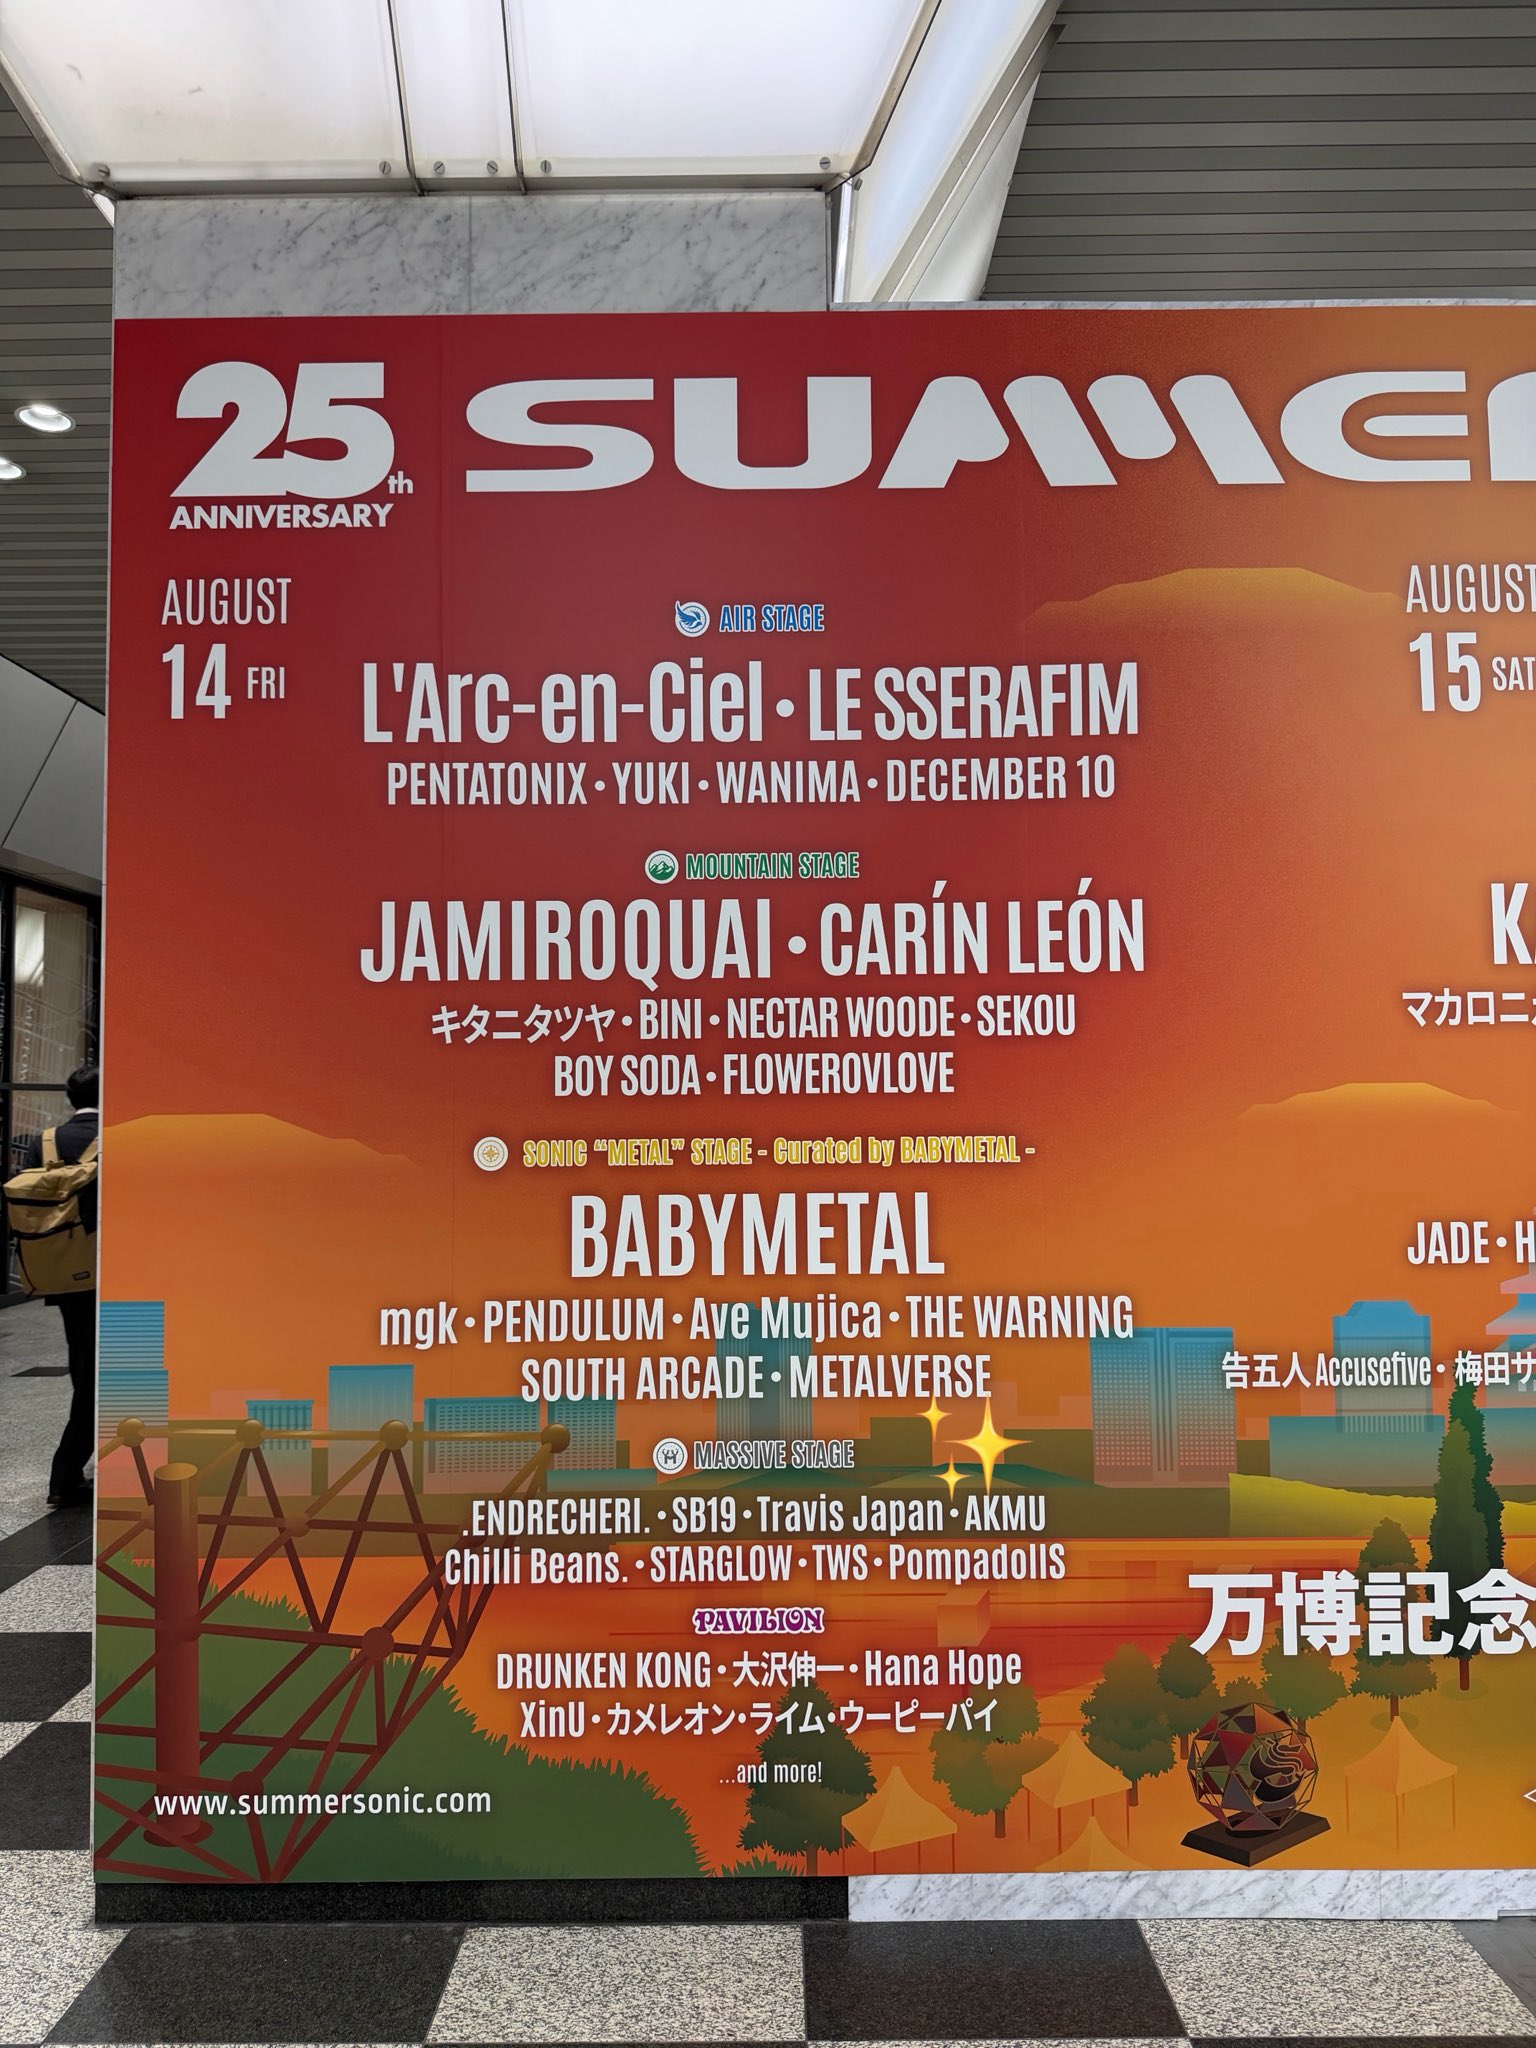 25th
ANNIVERSARY
SUMME
AUGUST
14 FRI
AIR STAGE
L'Arc-en-Ciel・LE SSERAFIM
PENTATONIX・YUKI・WANIMA・DECEMBER 10
MOUNTAIN STAGE
JAMIROQUAI・CARÍN LEÓN
キタニタツヤ・BINI・NECTAR WOODE・SEKOU
BOY SODA・FLOWEROVLOVE
SONIC “METAL” STAGE - Curated by BABYMETAL -
BABYMETAL
mgk・PENDULUM・Ave Mujica・THE WARNING
SOUTH ARCADE・METALVERSE
MASSIVE STAGE
.ENDRECHERI.・SB19・Travis Japan・AKMU
Chilli Beans.・STARGLOW・TWS・PompadollS
PAVILION
DRUNKEN KONG・大沢伸一・Hana Hope
XinU・カメレオン・ライム・ウーピーパイ
...and more!
www.summersonic.com
AUGUST
15 SAT
K
マカロニ
JADE・H
告五人 Accusefive・梅田サ
万博記念